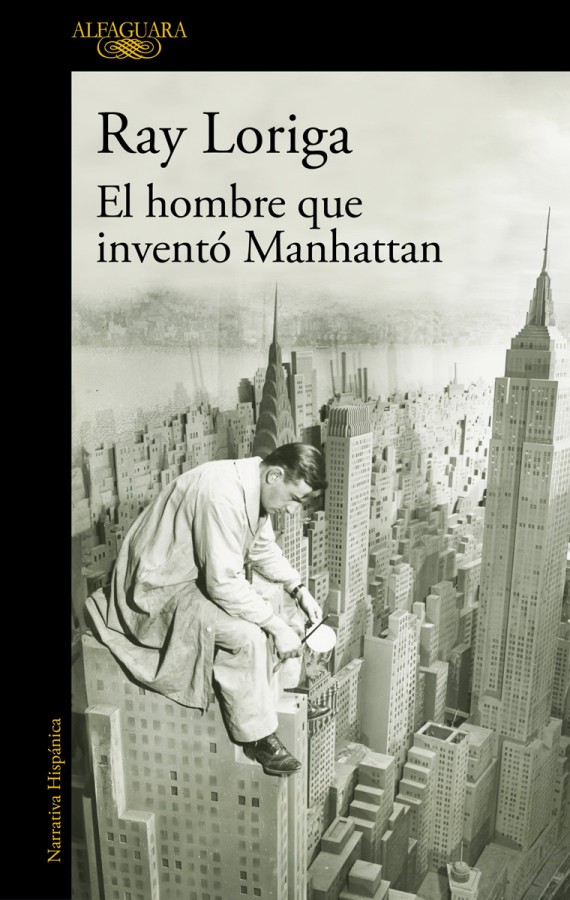 ALFAGUARA
Ray Loriga
El hombre que
inventó Manhattan
Narrativa Hispánica